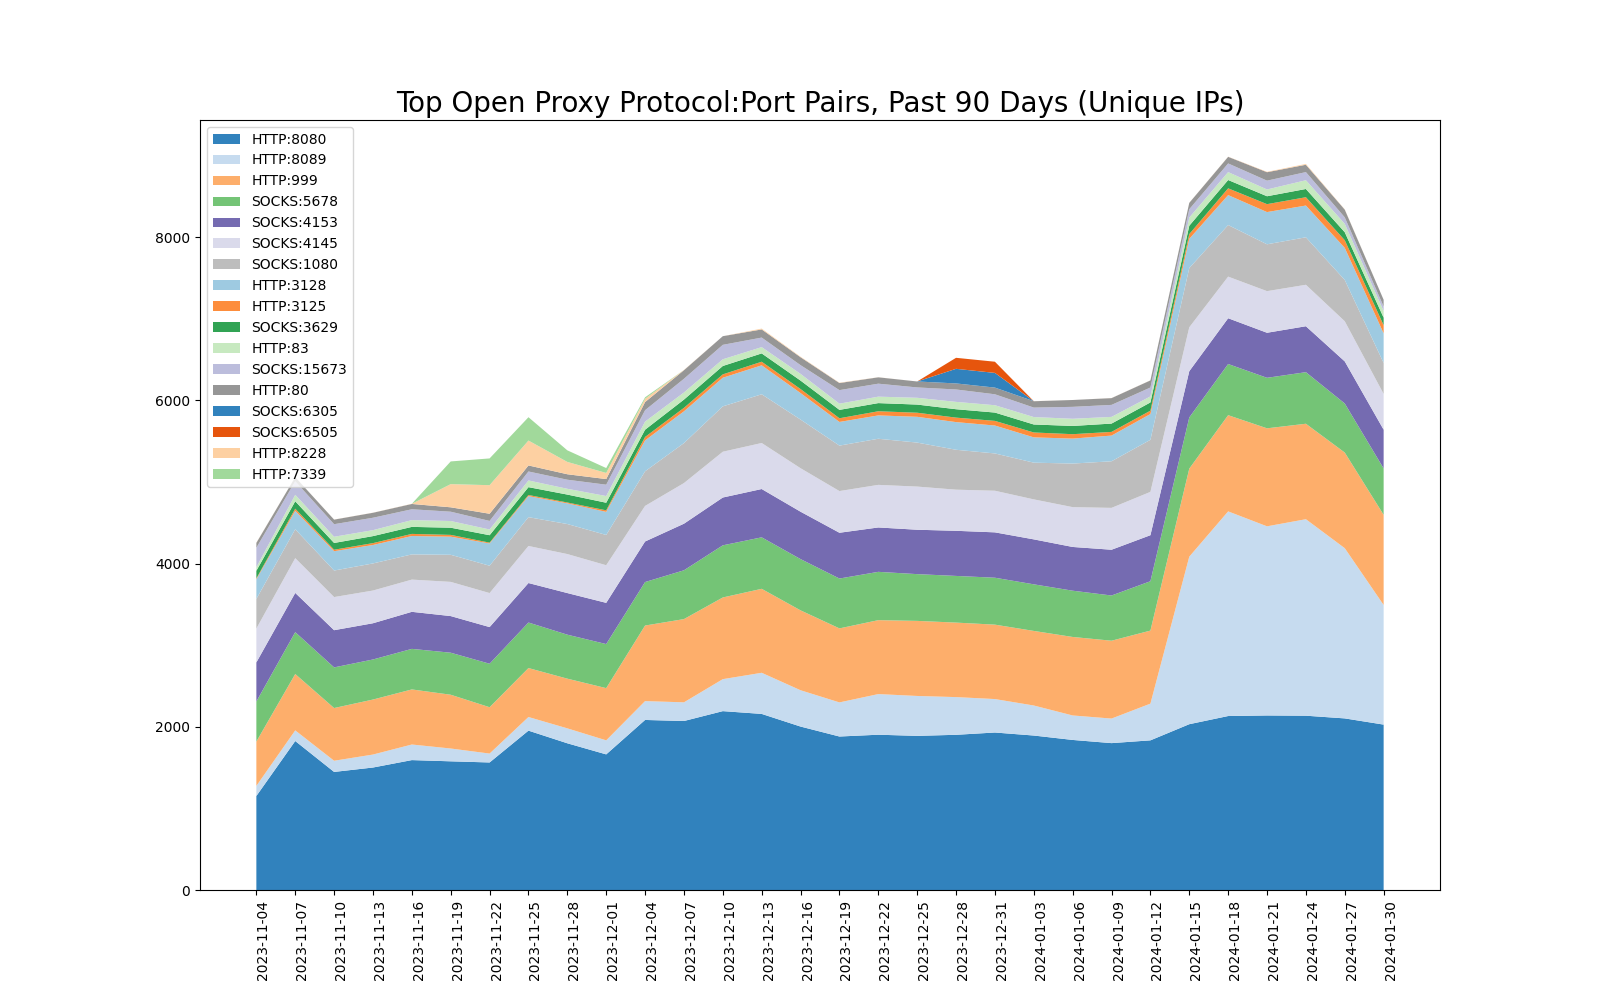 Top Open Proxy Protocol:Port Pairs, Past 90 Days (Unique IPs)
HTTP:8080
HTTP:8089
HTTP:999
SOCKS:5678
SOCKS:4153
SOCKS:4145
SOCKS:1080
HTTP:3128
HTTP:3125
SOCKS:3629
HTTP:83
SOCKS:15673
HTTP:80
SOCKS:6305
SOCKS:6505
HTTP:8228
HTTP:7339
8000
6000
4000
2000
0
2023-11-04
2023-11-07
2023-11-10
2023-11-13
2023-11-16
2023-11-19
2023-11-22
2023-11-25
2023-11-28
2023-12-01
2023-12-04
2023-12-07
2023-12-10
2023-12-13
2023-12-16
2023-12-19
2023-12-22
2023-12-25
2023-12-28
2023-12-31
2024-01-03
2024-01-06
2024-01-09
2024-01-12
2024-01-15
2024-01-18
2024-01-21
2024-01-24
2024-01-27
2024-01-30